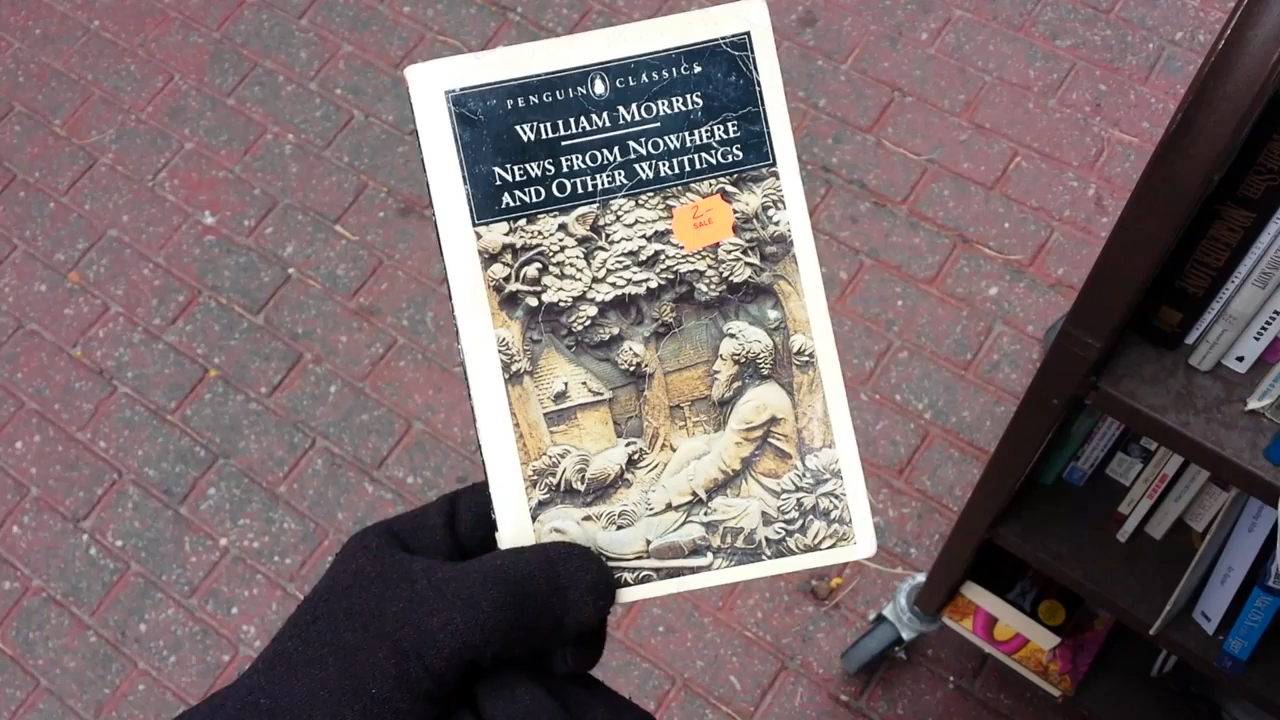 PENGUIN CLASSICS
WILLIAM MORRIS
NEWS FROM NOWHERE
AND OTHER WRITINGS
2.-
SALE